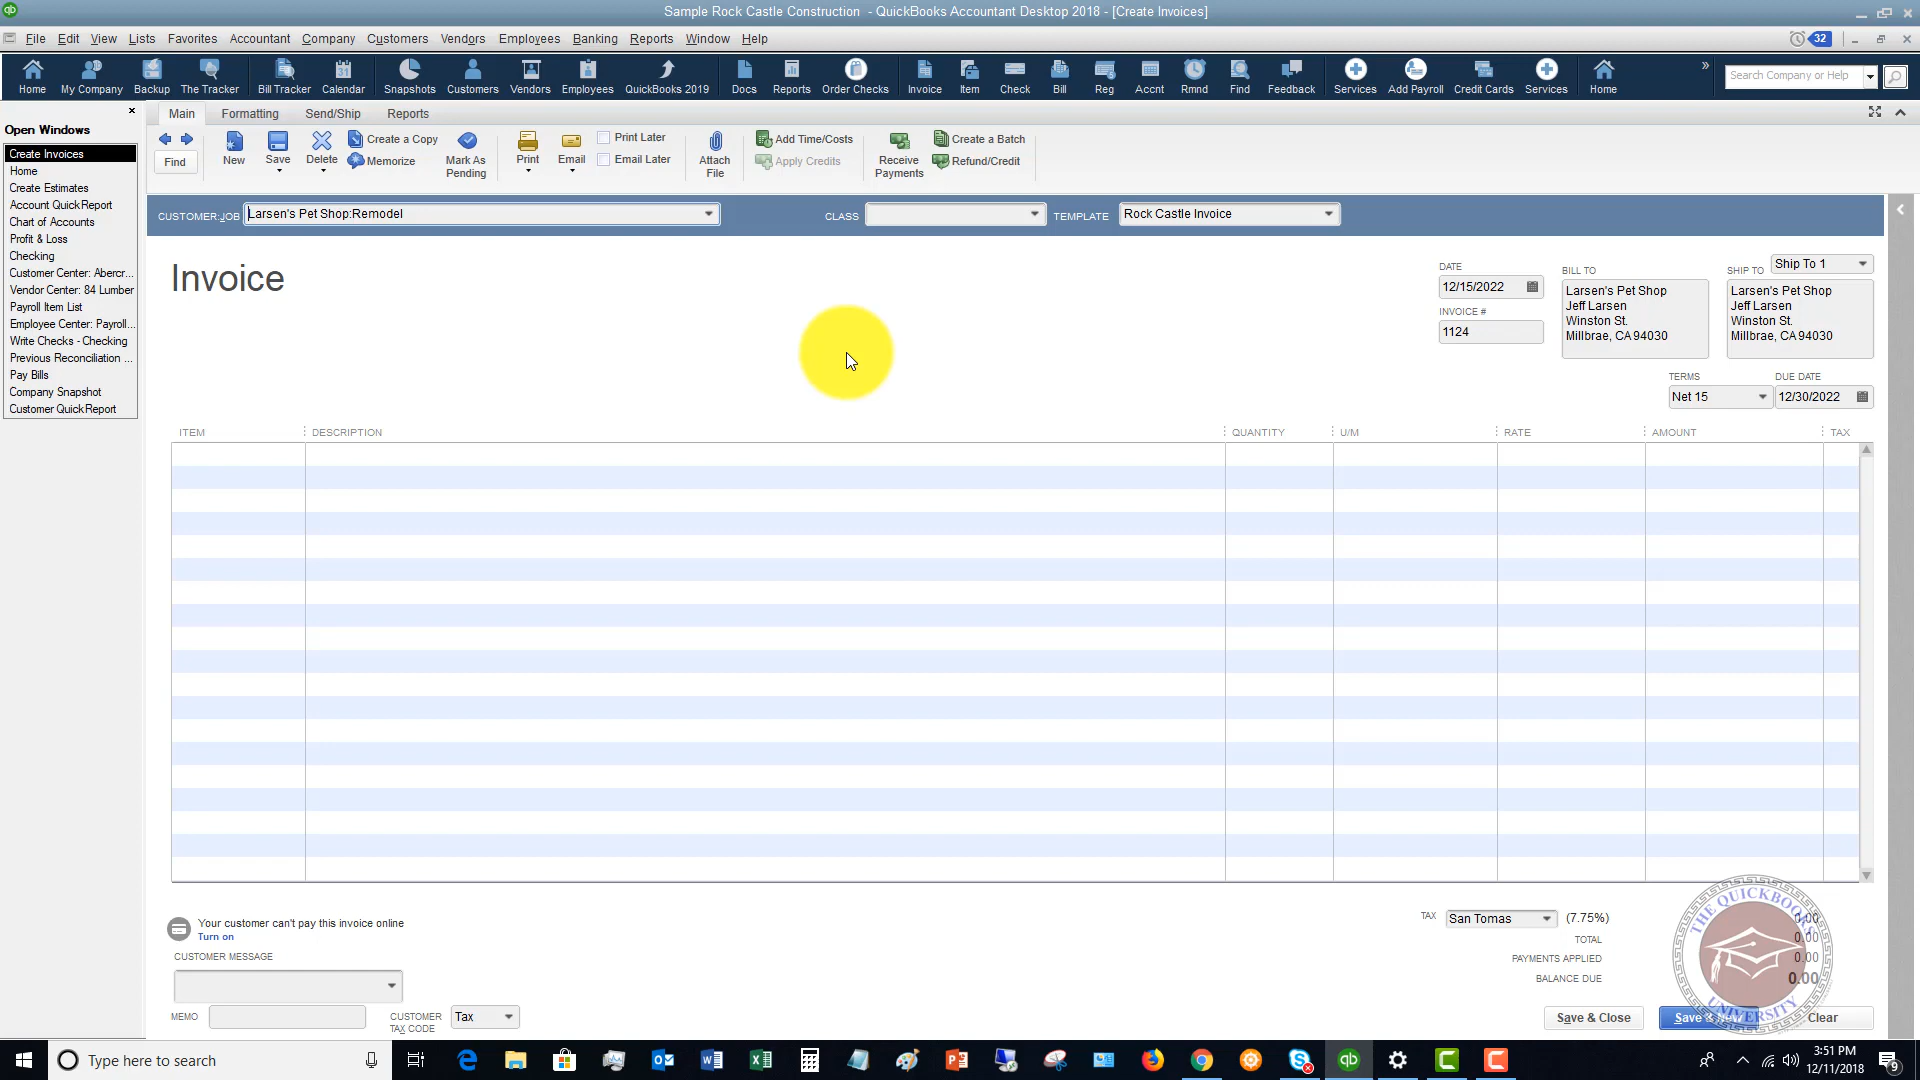 Sample Rock Castle Construction - QuickBooks Accountant Desktop 2018 - [Create Invoices]
File Edit View Lists Favorites Accountant Company Customers Vendors Employees Banking Reports Window Help
32
Home My Company Backup The Tracker Bill Tracker Calendar Snapshots Customers Vendors Employees QuickBooks 2019 Docs Reports Order Checks Invoice Item Check Bill Reg Accnt Rmnd Find Feedback Services Add Payroll Credit Cards Services Home
Search Company or Help
Open Windows
Create Invoices
Home
Create Estimates
Account QuickReport
Chart of Accounts
Profit & Loss
Checking
Customer Center: Abercr...
Vendor Center: 84 Lumber
Payroll Item List
Employee Center: Payroll...
Write Checks - Checking
Previous Reconciliation ...
Pay Bills
Company Snapshot
Customer QuickReport
Main Formatting Send/Ship Reports
Find
New
Save
Delete
Create a Copy
Memorize
Mark As
Pending
Print
Email
Print Later
Email Later
Attach
File
Add Time/Costs
Apply Credits
Receive
Payments
Create a Batch
Refund/Credit
CUSTOMER:JOB Larsen's Pet Shop:Remodel CLASS TEMPLATE Rock Castle Invoice
Invoice
DATE
12/15/2022
INVOICE #
1124
BILL TO
Larsen's Pet Shop
Jeff Larsen
Winston St.
Millbrae, CA 94030
SHIP TO Ship To 1
Larsen's Pet Shop
Jeff Larsen
Winston St.
Millbrae, CA 94030
TERMS
Net 15
DUE DATE
12/30/2022
ITEM DESCRIPTION QUANTITY U/M RATE AMOUNT TAX
Your customer can't pay this invoice online
Turn on
CUSTOMER MESSAGE
MEMO
CUSTOMER
TAX CODE
Tax
TAX San Tomas (7.75%) 0.00
TOTAL 0.00
PAYMENTS APPLIED 0.00
BALANCE DUE 0.00
THE QUICKBOOKS
UNIVERSITY
Save & Close Save & New Clear
Type here to search
3:51 PM
12/11/2018
9